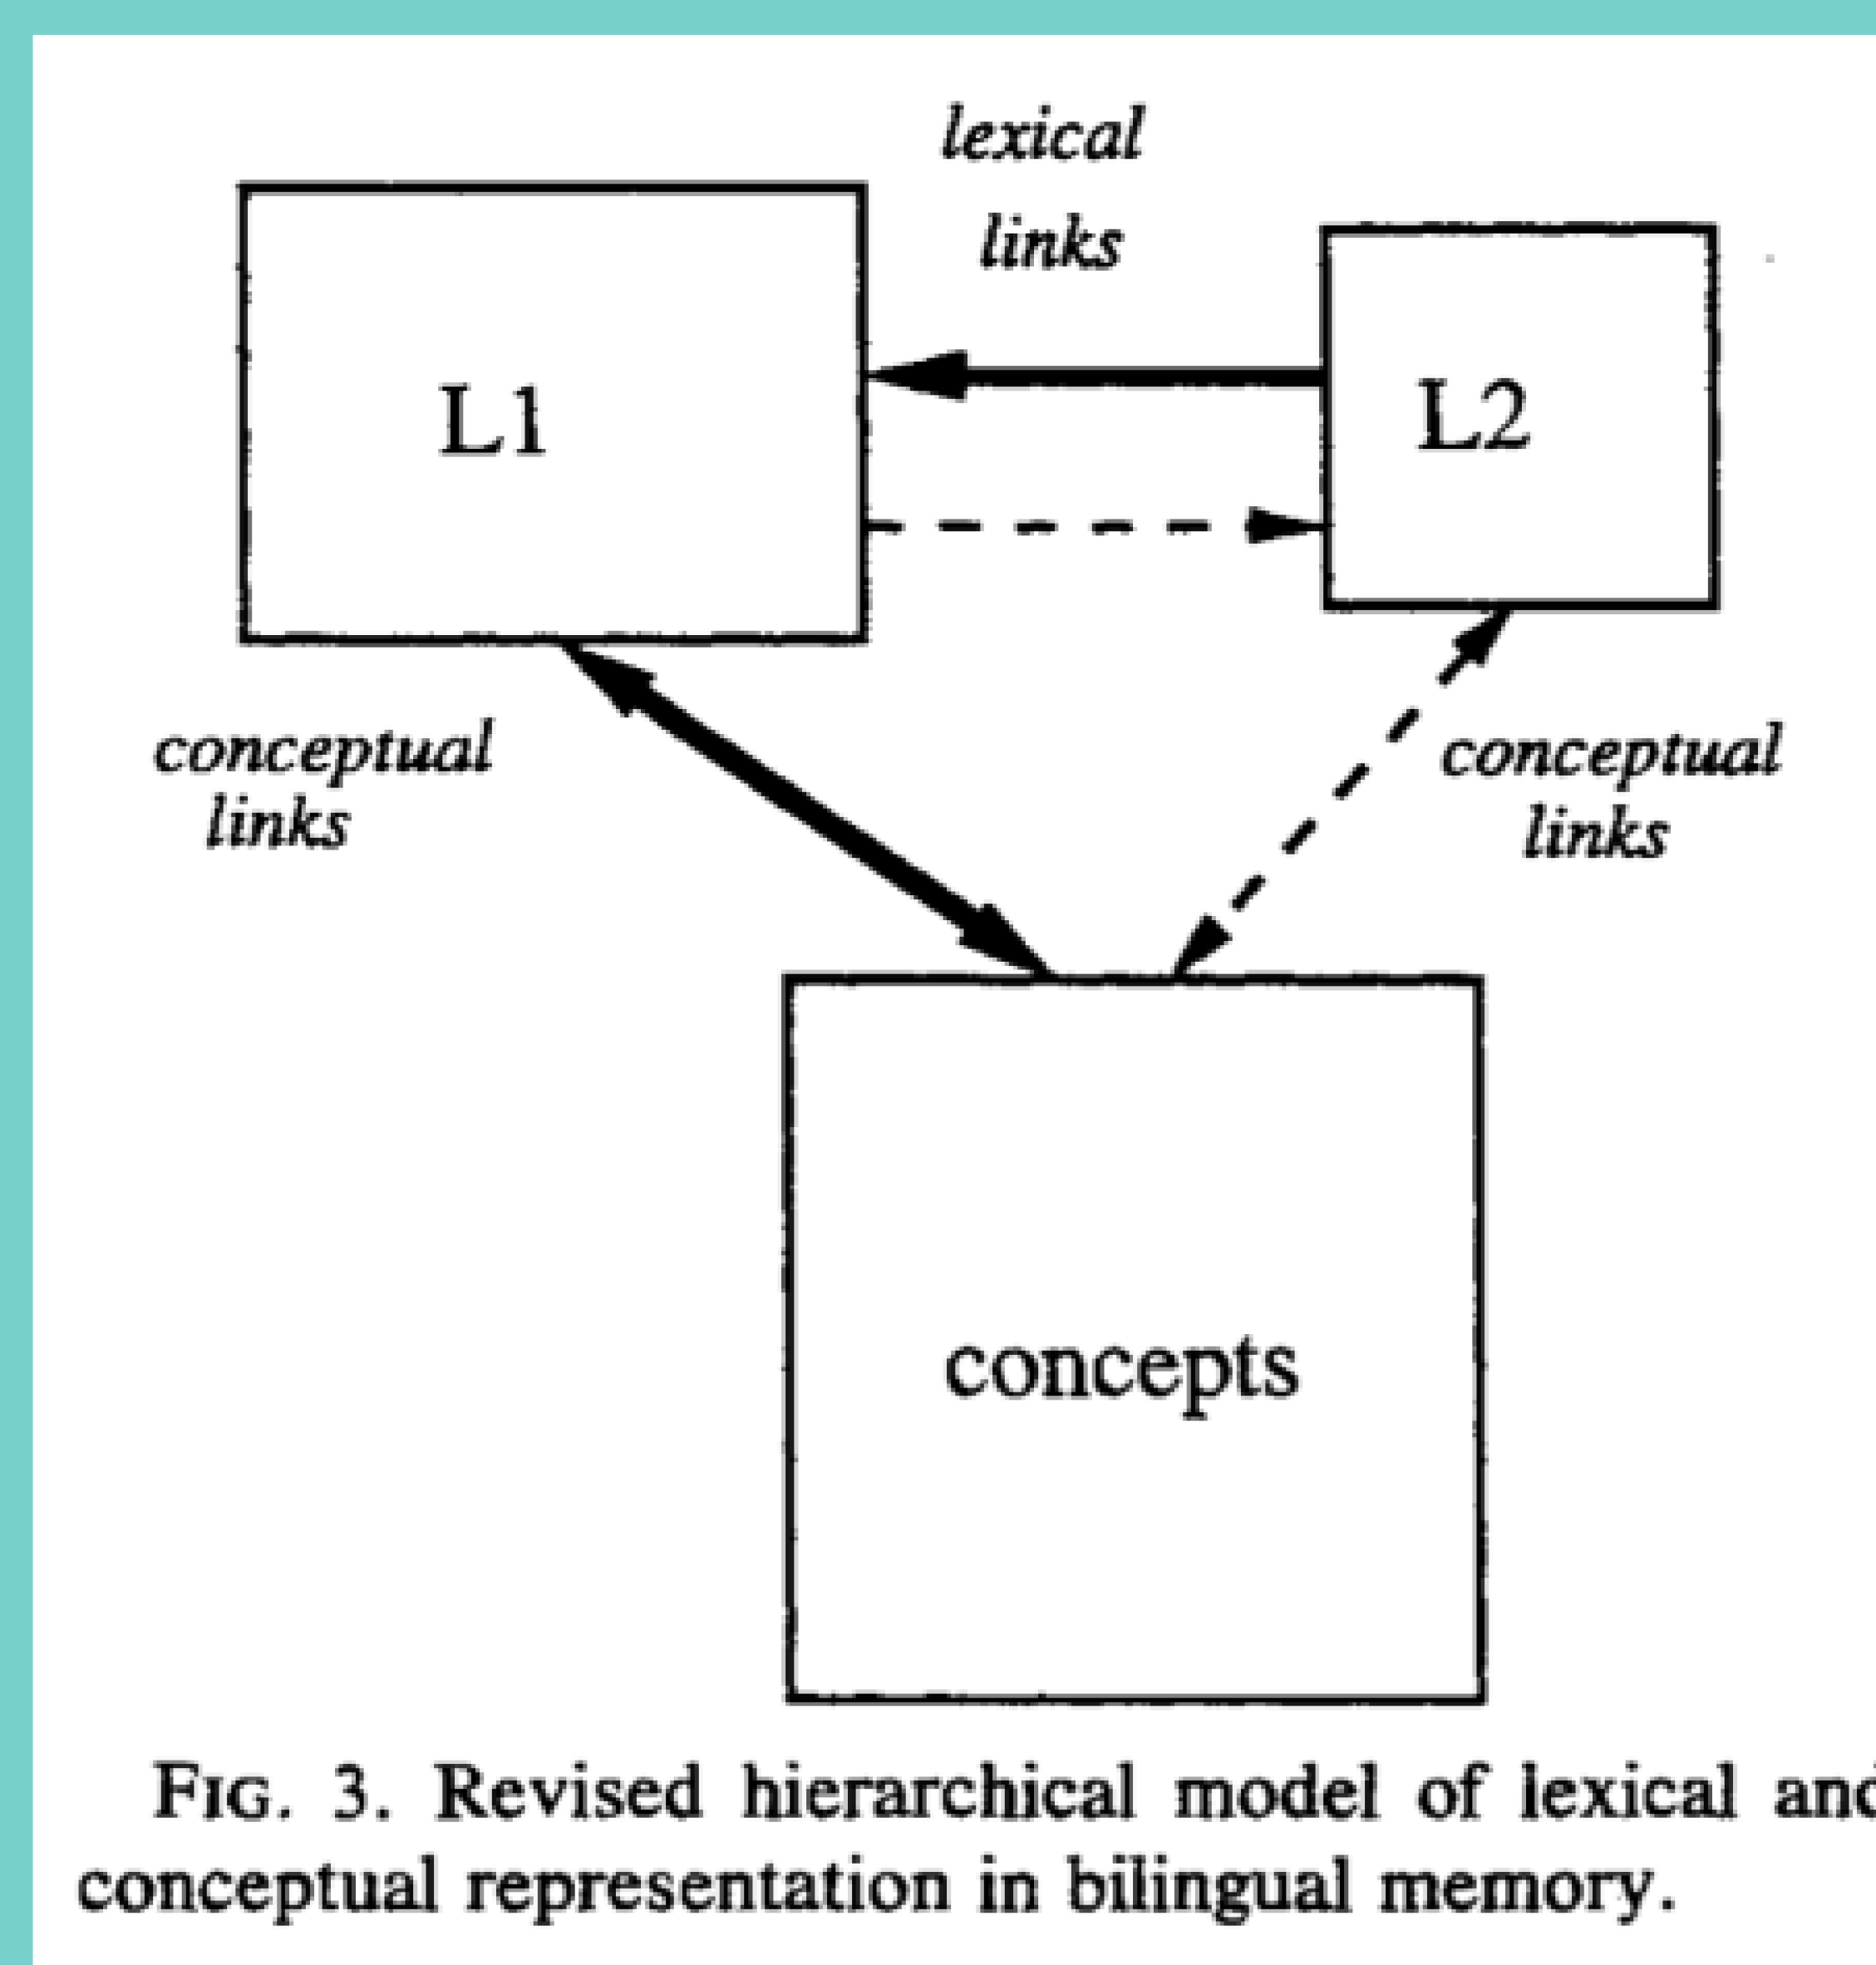 lexical
links
L1
L2
conceptual
links
conceptual
links
concepts
FIG. 3. Revised hierarchical model of lexical and
conceptual representation in bilingual memory.